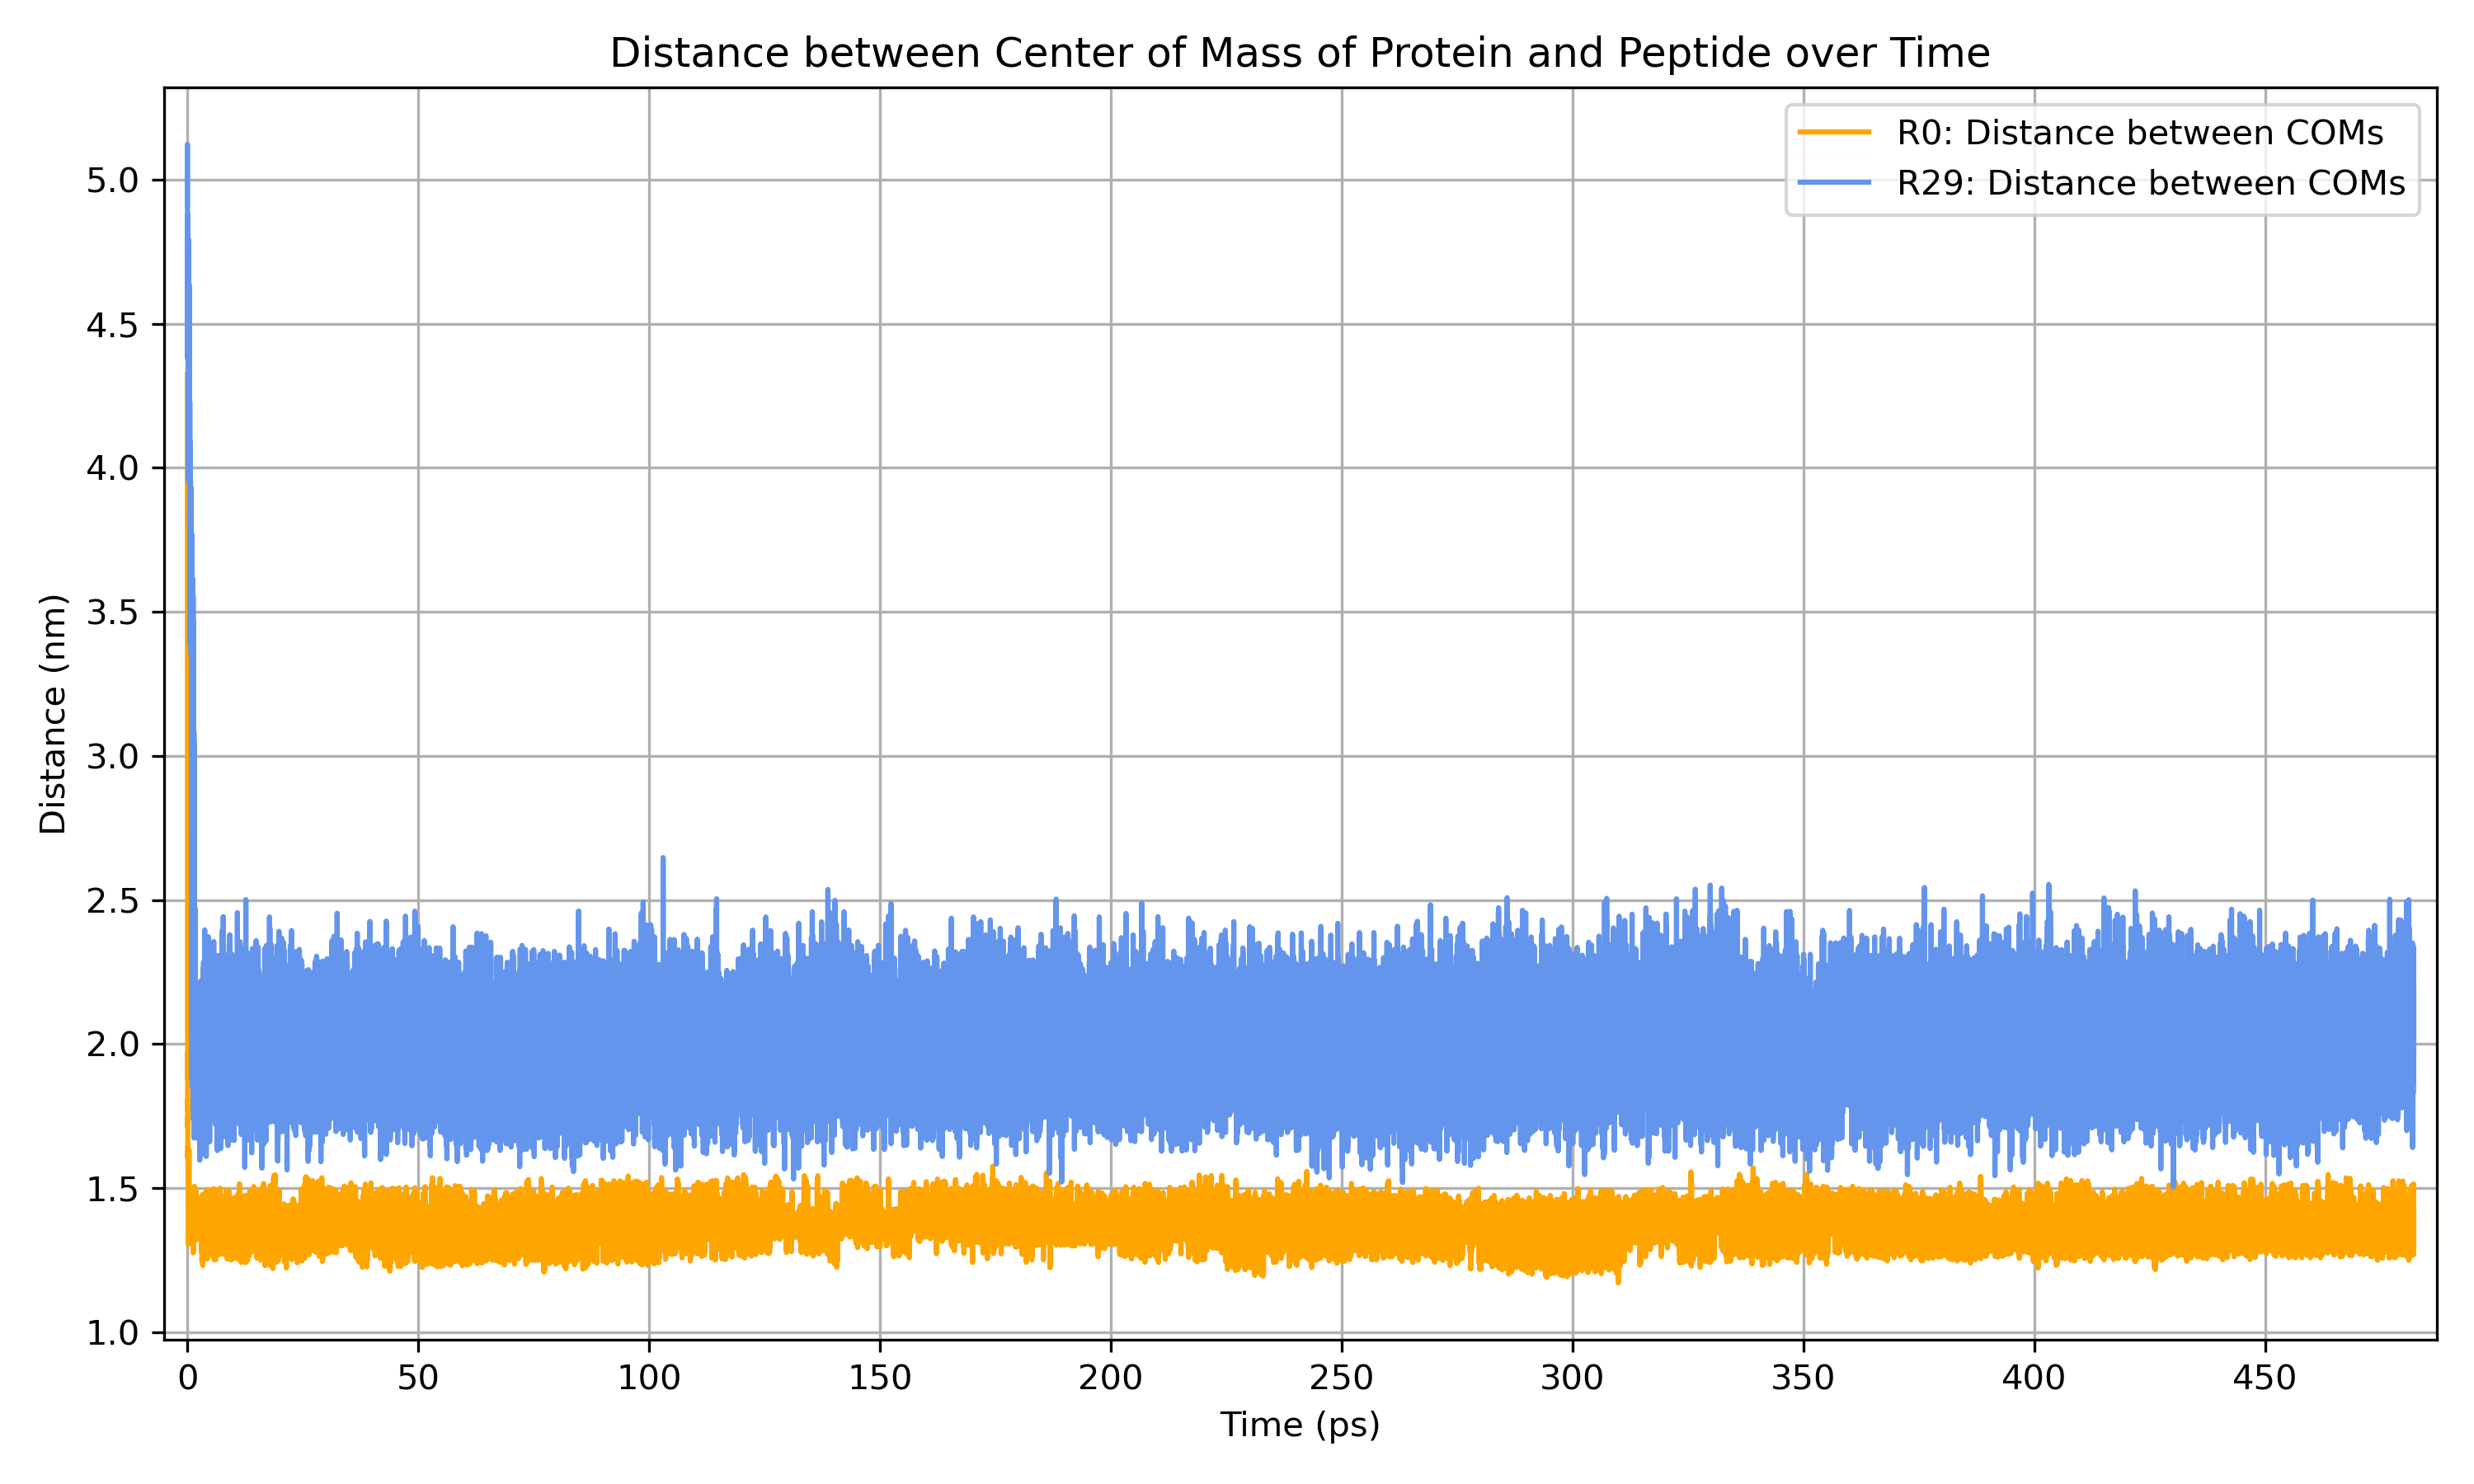 Distance between Center of Mass of Protein and Peptide over Time
R0: Distance between COMs
R29: Distance between COMs
5.0
4.5
4.0
3.5
3.0
2.5
2.0
1.5
1.0
Distance (nm)
0 50 100 150 200 250 300 350 400 450
Time (ps)